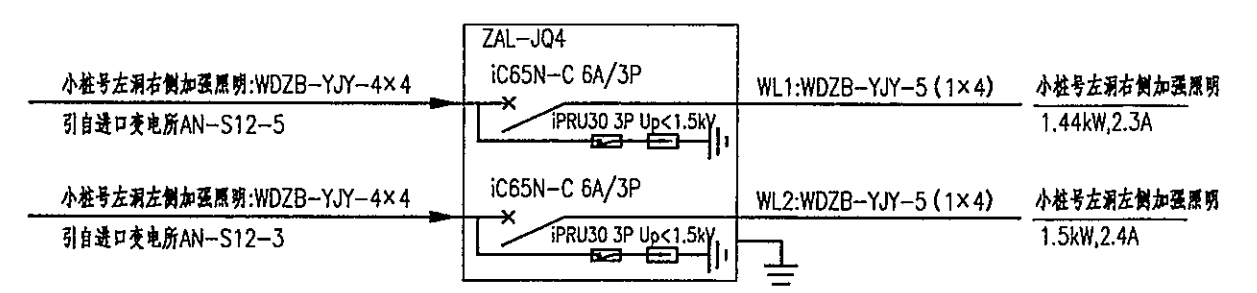 ZAL-JQ4
小桩号左洞右侧加强照明:WDZB-YJY-4×4
引自进口变电所AN-S12-5
iC65N-C 6A/3P
iPRU30 3P Up<1.5kV
WL1:WDZB-YJY-5(1×4)
小桩号左洞右侧加强照明
1.44kW,2.3A
小桩号左洞左侧加强照明:WDZB-YJY-4×4
引自进口变电所AN-S12-3
iC65N-C 6A/3P
iPRU30 3P Up<1.5kV
WL2:WDZB-YJY-5(1×4)
小桩号左洞左侧加强照明
1.5kW,2.4A